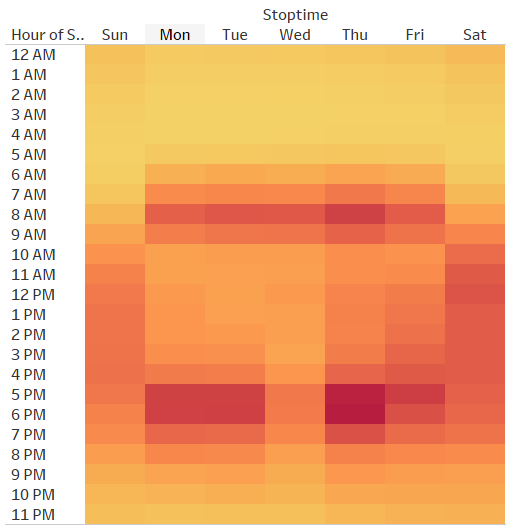 Stoptime
Hour of S.. Sun Mon Tue Wed Thu Fri Sat
12 AM
1 AM
2 AM
3 AM
4 AM
5 AM
6 AM
7 AM
8 AM
9 AM
10 AM
11 AM
12 PM
1 PM
2 PM
3 PM
4 PM
5 PM
6 PM
7 PM
8 PM
9 PM
10 PM
11 PM